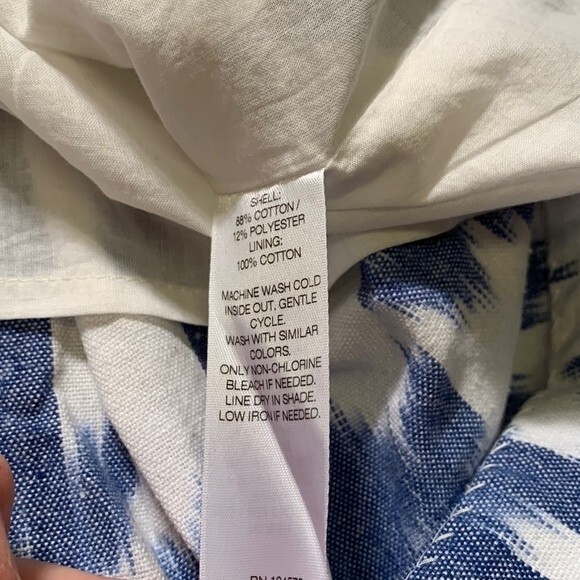 SHELL:
88% COTTON /
12% POLYESTER
LINING:
100% COTTON
MACHINE WASH COLD
INSIDE OUT, GENTLE
CYCLE.
WASH WITH SIMILAR
COLORS.
ONLY NON-CHLORINE
BLEACH IF NEEDED.
LINE DRY IN SHADE.
LOW IRON IF NEEDED.